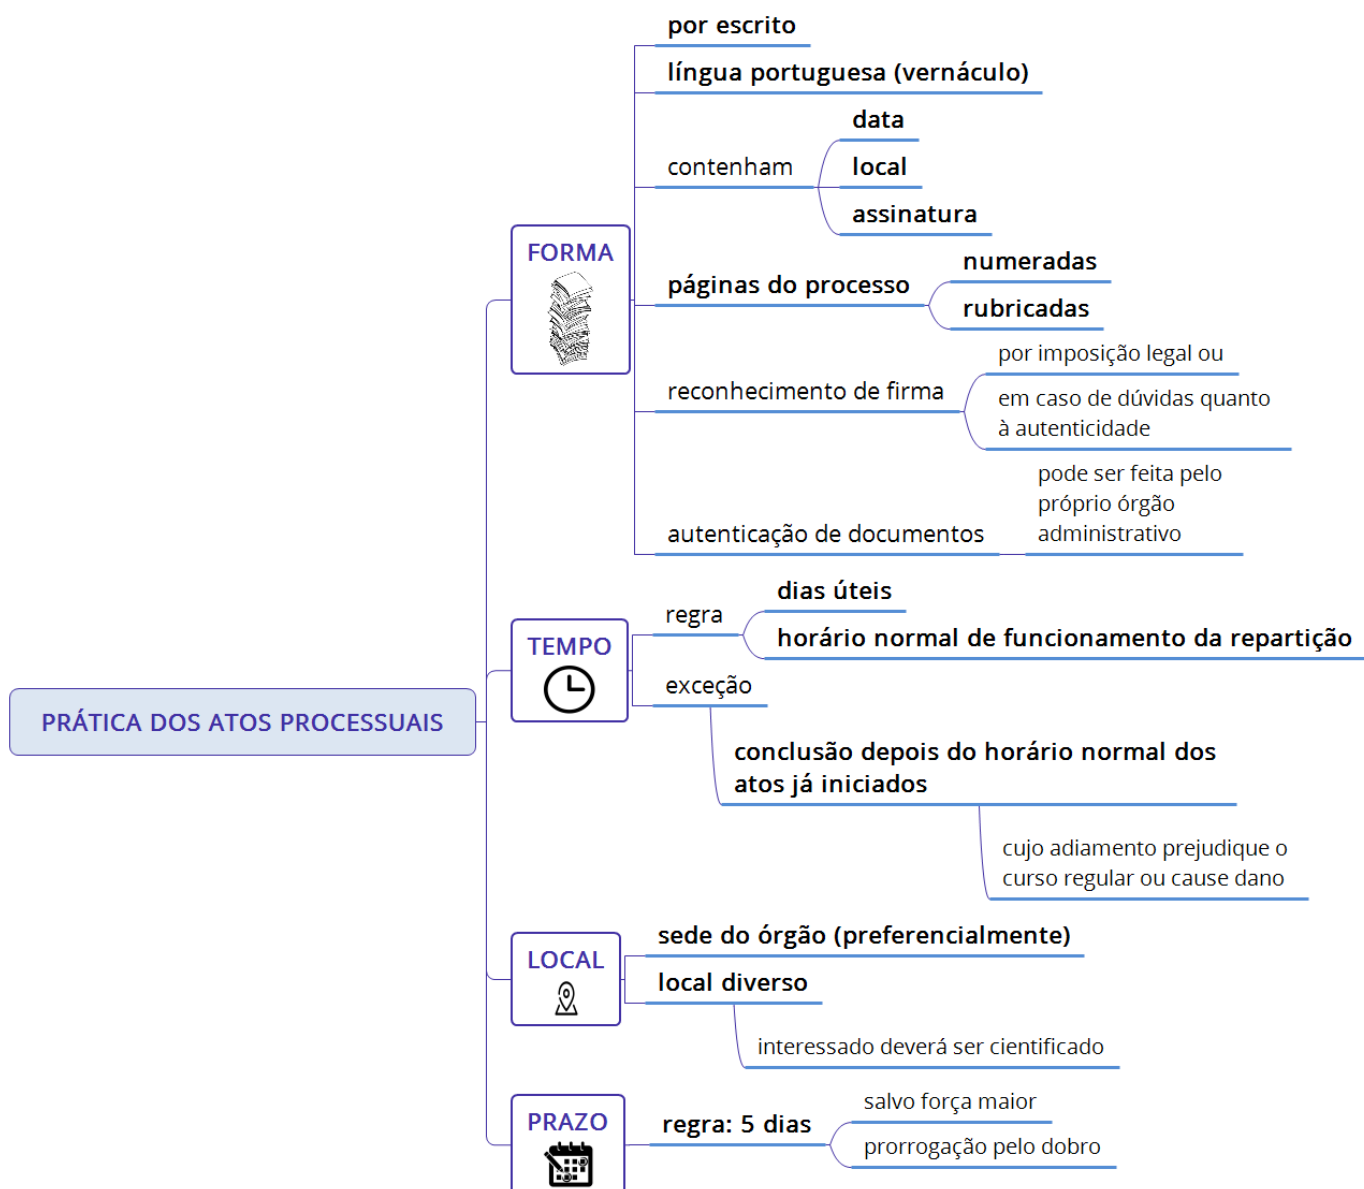 PRÁTICA DOS ATOS PROCESSUAIS
FORMA
por escrito
língua portuguesa (vernáculo)
contenham
data
local
assinatura
páginas do processo
numeradas
rubricadas
reconhecimento de firma
por imposição legal ou
em caso de dúvidas quanto
à autenticidade
autenticação de documentos
pode ser feita pelo
próprio órgão
administrativo
TEMPO
regra
dias úteis
horário normal de funcionamento da repartição
exceção
conclusão depois do horário normal dos
atos já iniciados
cujo adiamento prejudique o
curso regular ou cause dano
LOCAL
sede do órgão (preferencialmente)
local diverso
interessado deverá ser cientificado
PRAZO
regra: 5 dias
salvo força maior
prorrogação pelo dobro